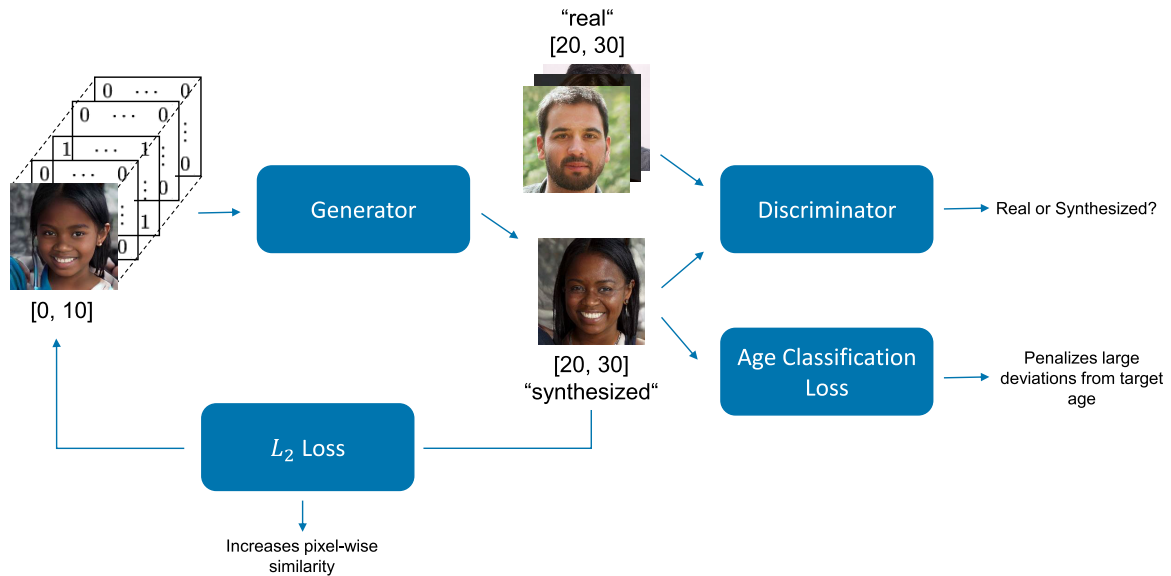 “real“
[20, 30]
0 ··· 0
0 ··· 0
1 ··· 1
0 ··· 0
0
0
1
0
[0, 10]
Generator
Discriminator
Real or Synthesized?
[20, 30]
“synthesized“
Age Classification
Loss
Penalizes large
deviations from target
age
L₂ Loss
Increases pixel-wise
similarity